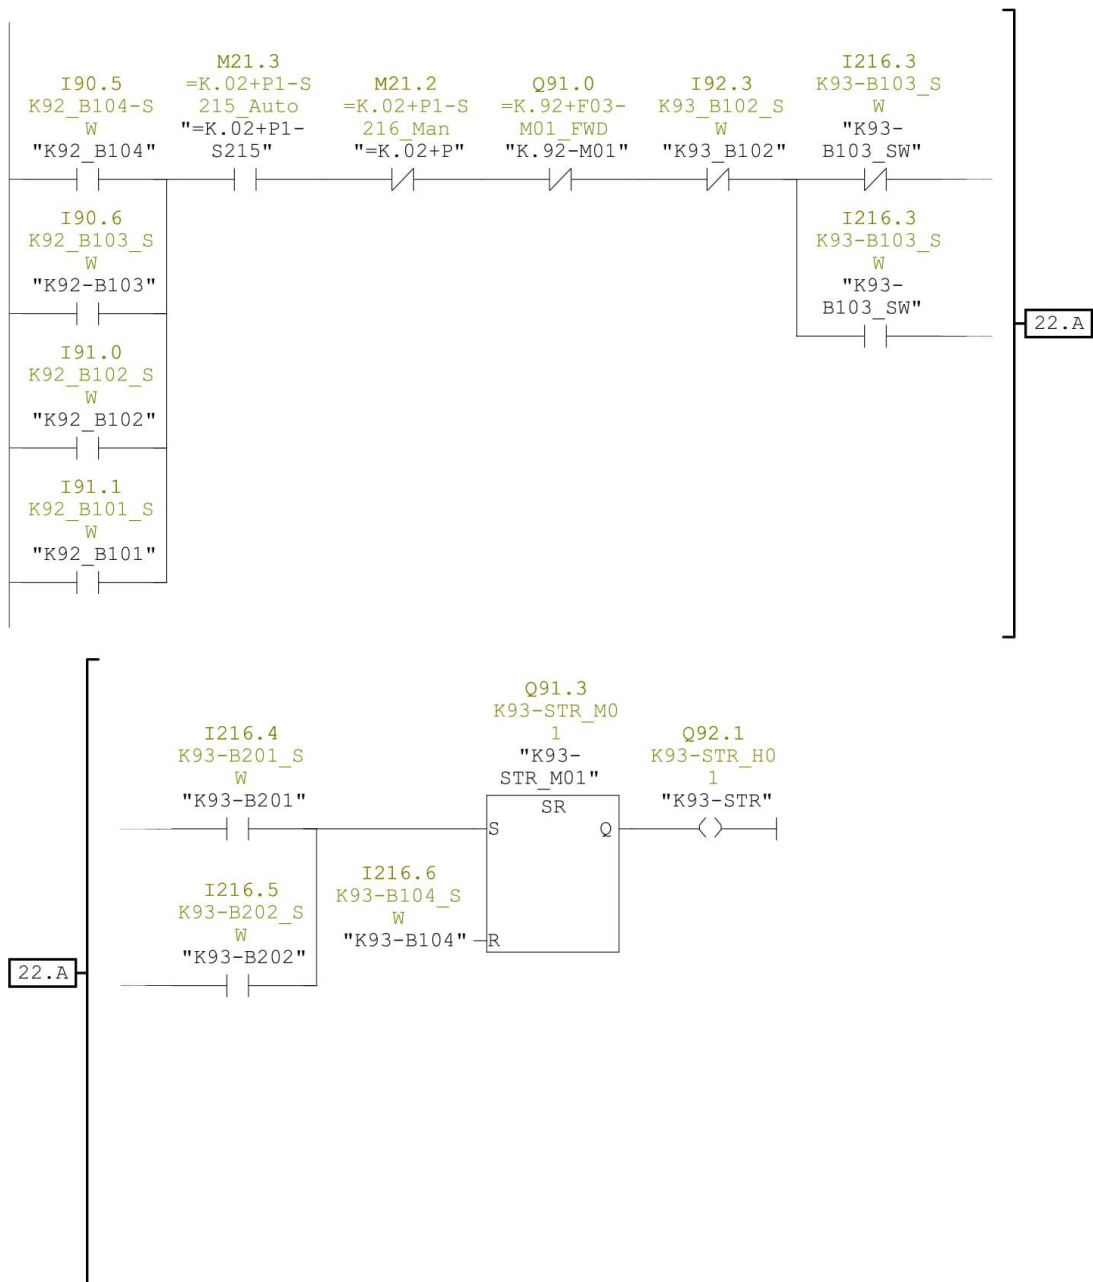 I90.5
K92_B104-S
W
"K92_B104"
M21.3
=K.02+P1-S
215_Auto
"=K.02+P1-
S215"
M21.2
=K.02+P1-S
216_Man
"=K.02+P"
Q91.0
=K.92+F03-
M01_FWD
"K.92-M01"
I92.3
K93_B102_S
W
"K93_B102"
I216.3
K93-B103_S
W
"K93-
B103_SW"
I90.6
K92_B103_S
W
"K92-B103"
I216.3
K93-B103_S
W
"K93-
B103_SW"
22.A
I91.0
K92_B102_S
W
"K92_B102"
I91.1
K92_B101_S
W
"K92_B101"
I216.4
K93-B201_S
W
"K93-B201"
Q91.3
K93-STR_M0
1
"K93-
STR_M01"
SR
S
Q
Q92.1
K93-STR_H0
1
"K93-STR"
I216.5
K93-B202_S
W
"K93-B202"
I216.6
K93-B104_S
W
"K93-B104"
R
22.A